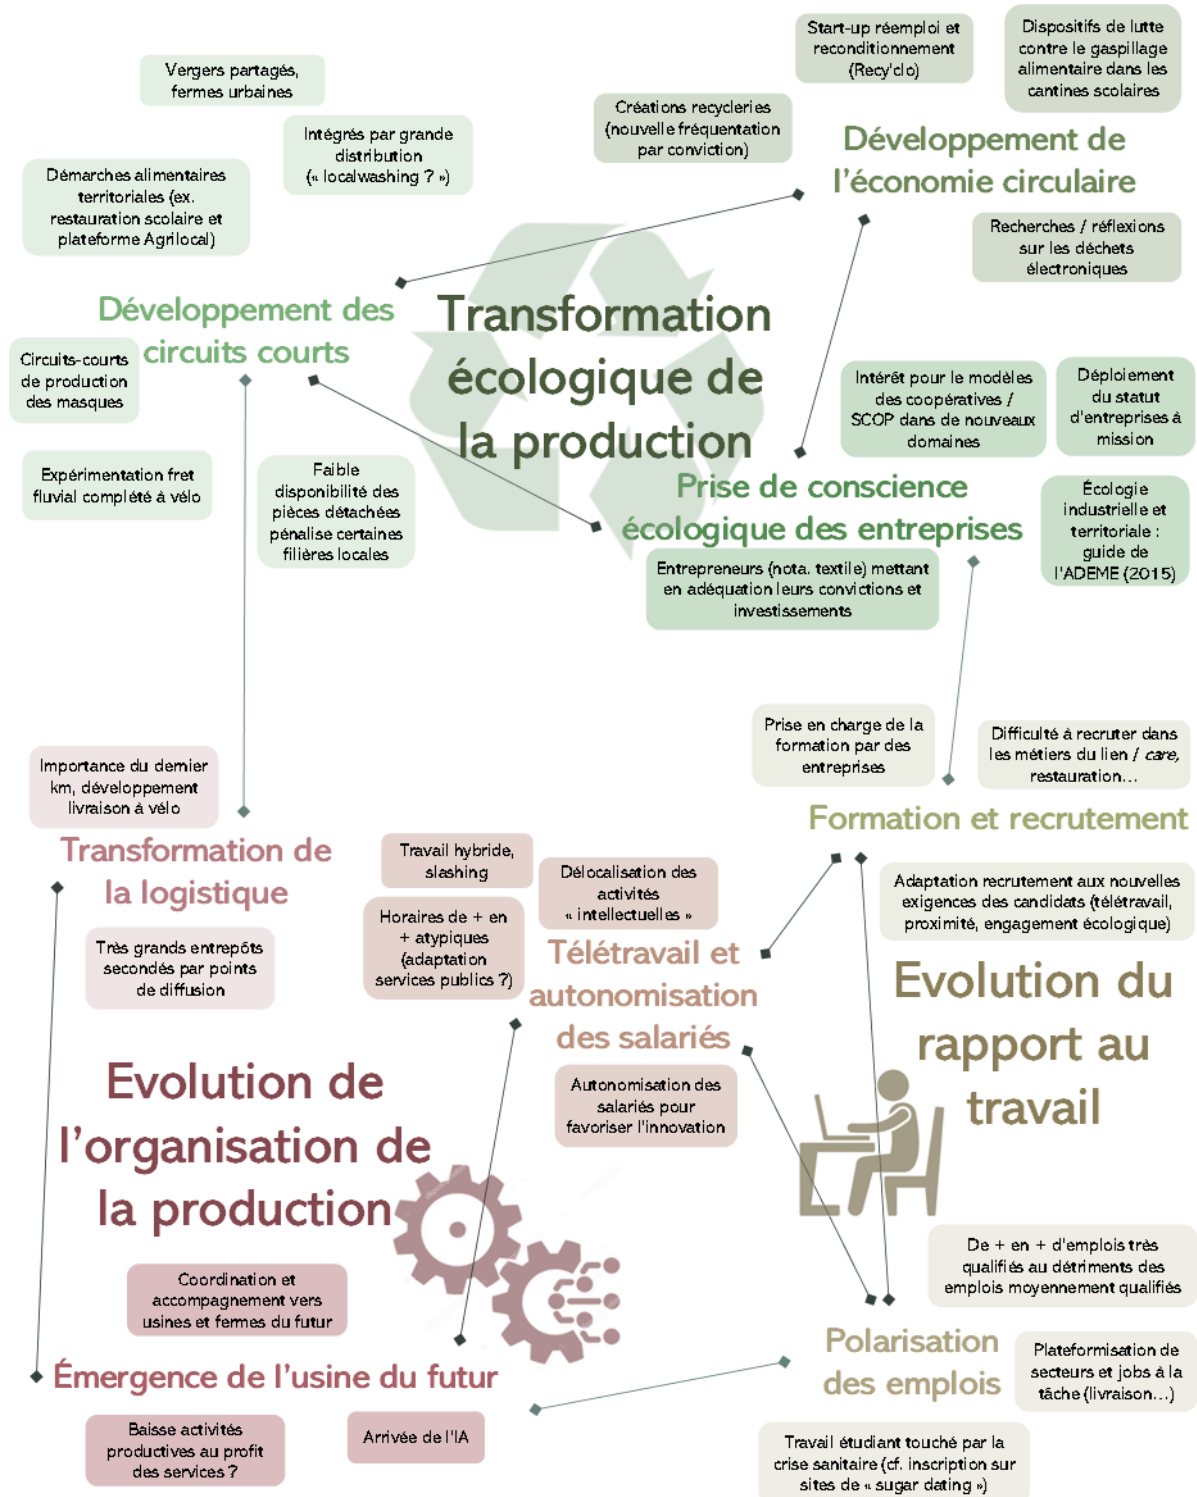 Start-up réemploi et
reconditionnement
(Recy'clo)
Dispositifs de lutte
contre le gaspillage
alimentaire dans les
cantines scolaires
Vergers partagés,
fermes urbaines
Créations recycleries
(nouvelle fréquentation
par conviction)
Intégrés par grande
distribution
(« localwashing ? »)
Développement de
l'économie circulaire
Démarches alimentaires
territoriales (ex.
restauration scolaire et
plateforme Agrilocal)
Recherches / réflexions
sur les déchets
électroniques
Transformation
écologique de
la production
Développement des
circuits courts
Circuits-courts
de production
des masques
Intérêt pour le modèles
des coopératives /
SCOP dans de nouveaux
domaines
Déploiement
du statut
d'entreprises à
mission
Expérimentation fret
fluvial complété à vélo
Faible
disponibilité des
pièces détachées
pénalise certaines
filières locales
Prise de conscience
écologique des entreprises
Écologie
industrielle et
territoriale :
guide de
l'ADEME (2015)
Entrepreneurs (nota. textile) mettant
en adéquation leurs convictions et
investissements
Prise en charge de la
formation par des
entreprises
Difficulté à recruter dans
les métiers du lien / care,
restauration...
Importance du dernier
km, développement
livraison à vélo
Formation et recrutement
Transformation de
la logistique
Travail hybride,
slashing
Délocalisation des
activités
« intellectuelles »
Adaptation recrutement aux nouvelles
exigences des candidats (télétravail,
proximité, engagement écologique)
Horaires de + en
+ atypiques
(adaptation
services publics ?)
Très grands entrepôts
secondés par points
de diffusion
Télétravail et
autonomisation
des salariés
Evolution du
rapport au
travail
Autonomisation des
salariés pour
favoriser l'innovation
Evolution de
l'organisation de
la production
De + en + d'emplois très
qualifiés au détriments des
emplois moyennement qualifiés
Coordination et
accompagnement vers
usines et fermes du futur
Polarisation
des emplois
Plateformisation de
secteurs et jobs à la
tâche (livraison...)
Émergence de l'usine du futur
Baisse activités
productives au profit
des services ?
Arrivée de l'IA
Travail étudiant touché par la
crise sanitaire (cf. inscription sur
sites de « sugar dating »)